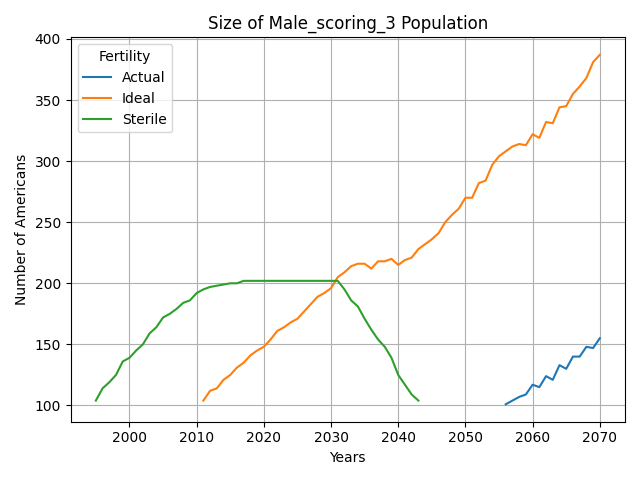 Size of Male_scoring_3 Population
Fertility
Actual
Ideal
Sterile
Number of Americans
400
350
300
250
200
150
100
2000 2010 2020 2030 2040 2050 2060 2070
Years